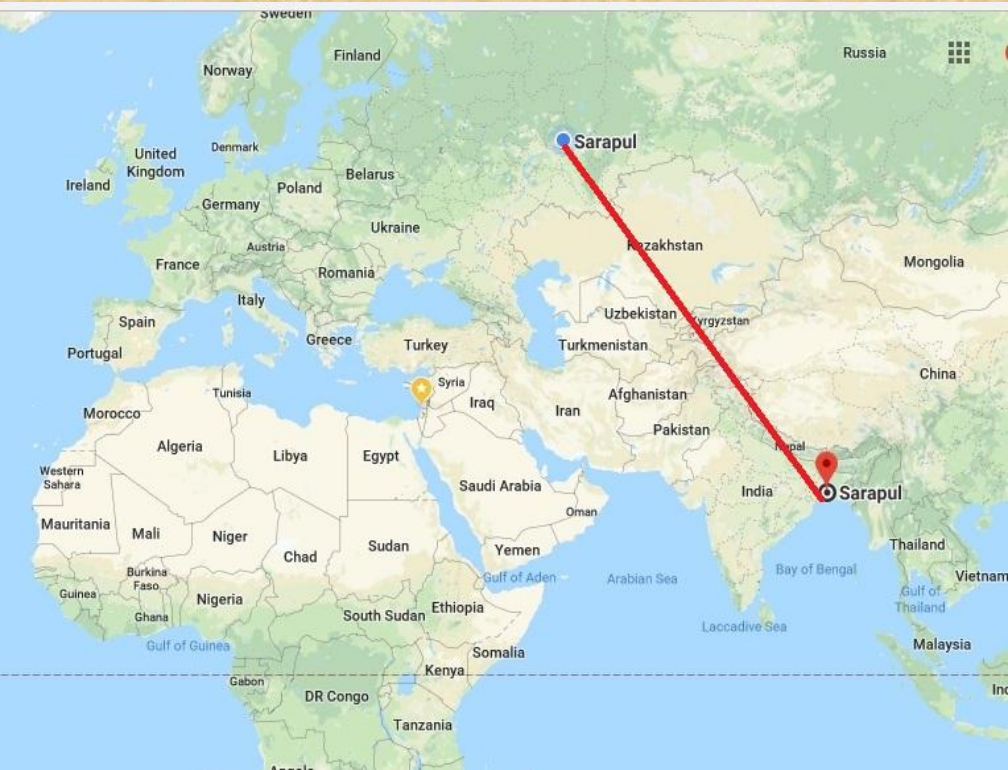 Sweden
Finland
Russia
Norway
Sarapul
United
Kingdom
Denmark
Ireland
Belarus
Poland
Germany
Ukraine
Austria
Kazakhstan
France
Mongolia
Romania
Italy
Uzbekistan
Kyrgyzstan
Spain
Greece
Turkey
Turkmenistan
Portugal
China
Syria
Tunisia
Afghanistan
Iraq
Iran
Morocco
Pakistan
Algeria
Nepal
Libya
Egypt
Western
Sahara
Saudi Arabia
India
Sarapul
Oman
Mauritania
Mali
Niger
Chad
Sudan
Yemen
Thailand
Burkina
Faso
Gulf of Aden
Arabian Sea
Bay of Bengal
Vietnam
Guinea
Nigeria
Ethiopia
Gulf of
Thailand
Ghana
South Sudan
Laccadive Sea
Gulf of Guinea
Somalia
Malaysia
Kenya
Gabon
DR Congo
Tanzania